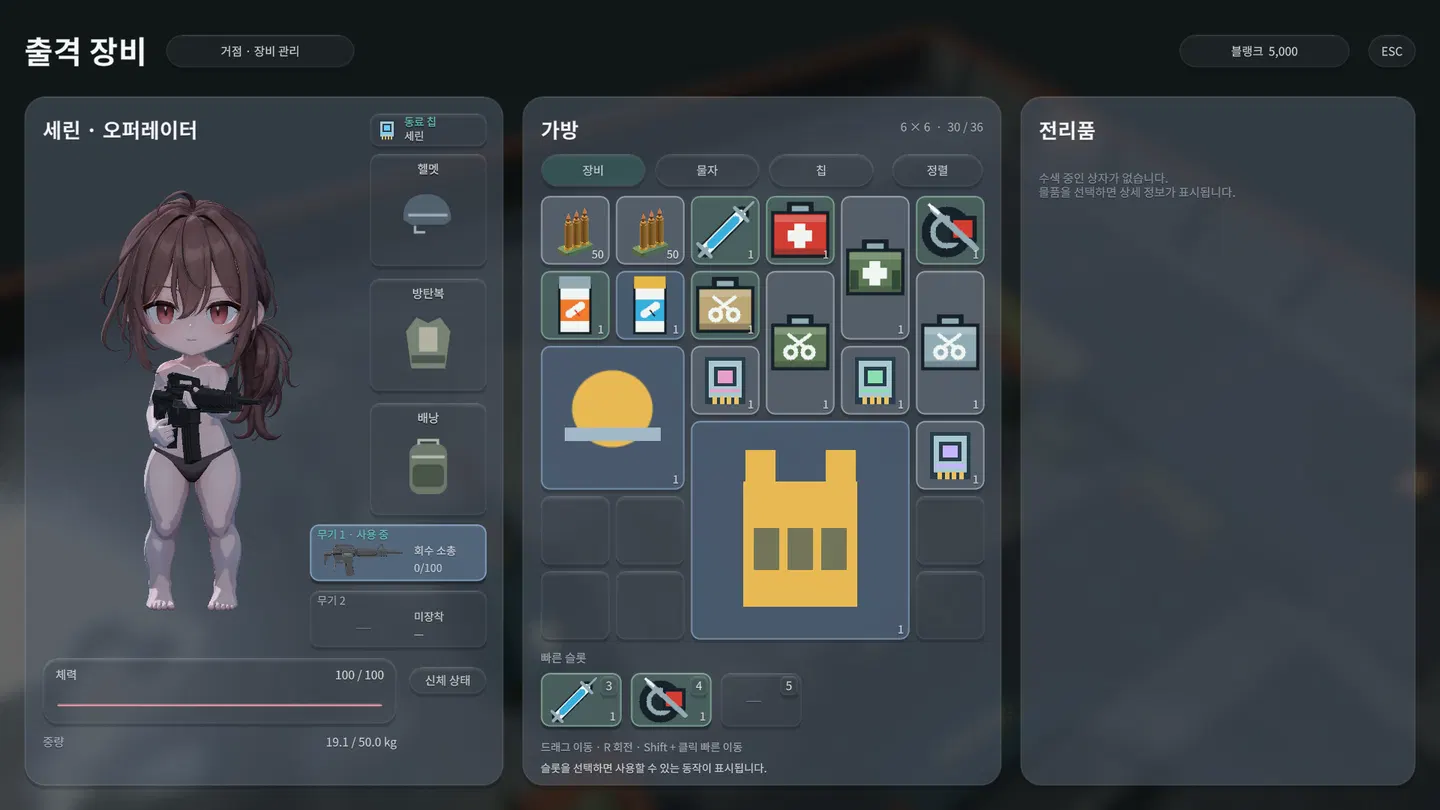 출격 장비
거점 · 장비 관리
블랭크 5,000
ESC
세린 · 오퍼레이터
동료 칩
세린
헬멧
방탄복
배낭
무기 1 · 사용 중
회수 소총
0/100
무기 2
미장착
—
—
체력
100 / 100
신체 상태
중량
19.1 / 50.0 kg
가방
6 × 6 · 30 / 36
장비
물자
칩
정렬
50
50
1
1
1
1
1
1
1
1
1
1
1
1
1
1
빠른 슬롯
3
1
4
1
5
—
드래그 이동 · R 회전 · Shift + 클릭 빠른 이동
슬롯을 선택하면 사용할 수 있는 동작이 표시됩니다.
전리품
수색 중인 상자가 없습니다.
물품을 선택하면 상세 정보가 표시됩니다.